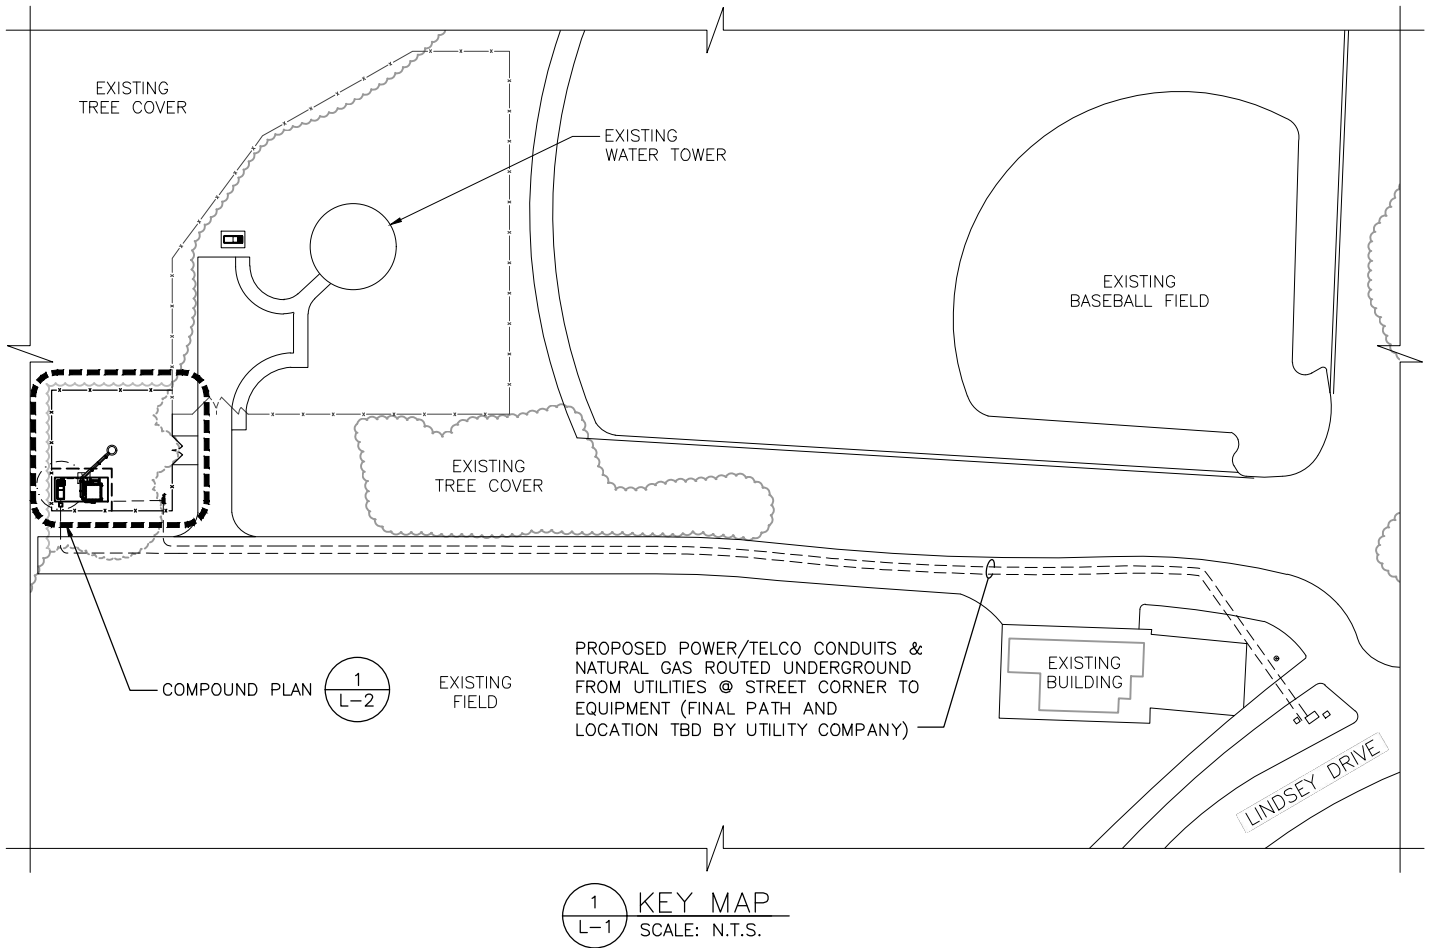 EXISTING
TREE COVER
EXISTING
WATER TOWER
EXISTING
BASEBALL FIELD
EXISTING
TREE COVER
COMPOUND PLAN
1
L-2
EXISTING
FIELD
PROPOSED POWER/TELCO CONDUITS &
NATURAL GAS ROUTED UNDERGROUND
FROM UTILITIES @ STREET CORNER TO
EQUIPMENT (FINAL PATH AND
LOCATION TBD BY UTILITY COMPANY)
EXISTING
BUILDING
LINDSEY DRIVE
1
L-1
KEY MAP
SCALE: N.T.S.